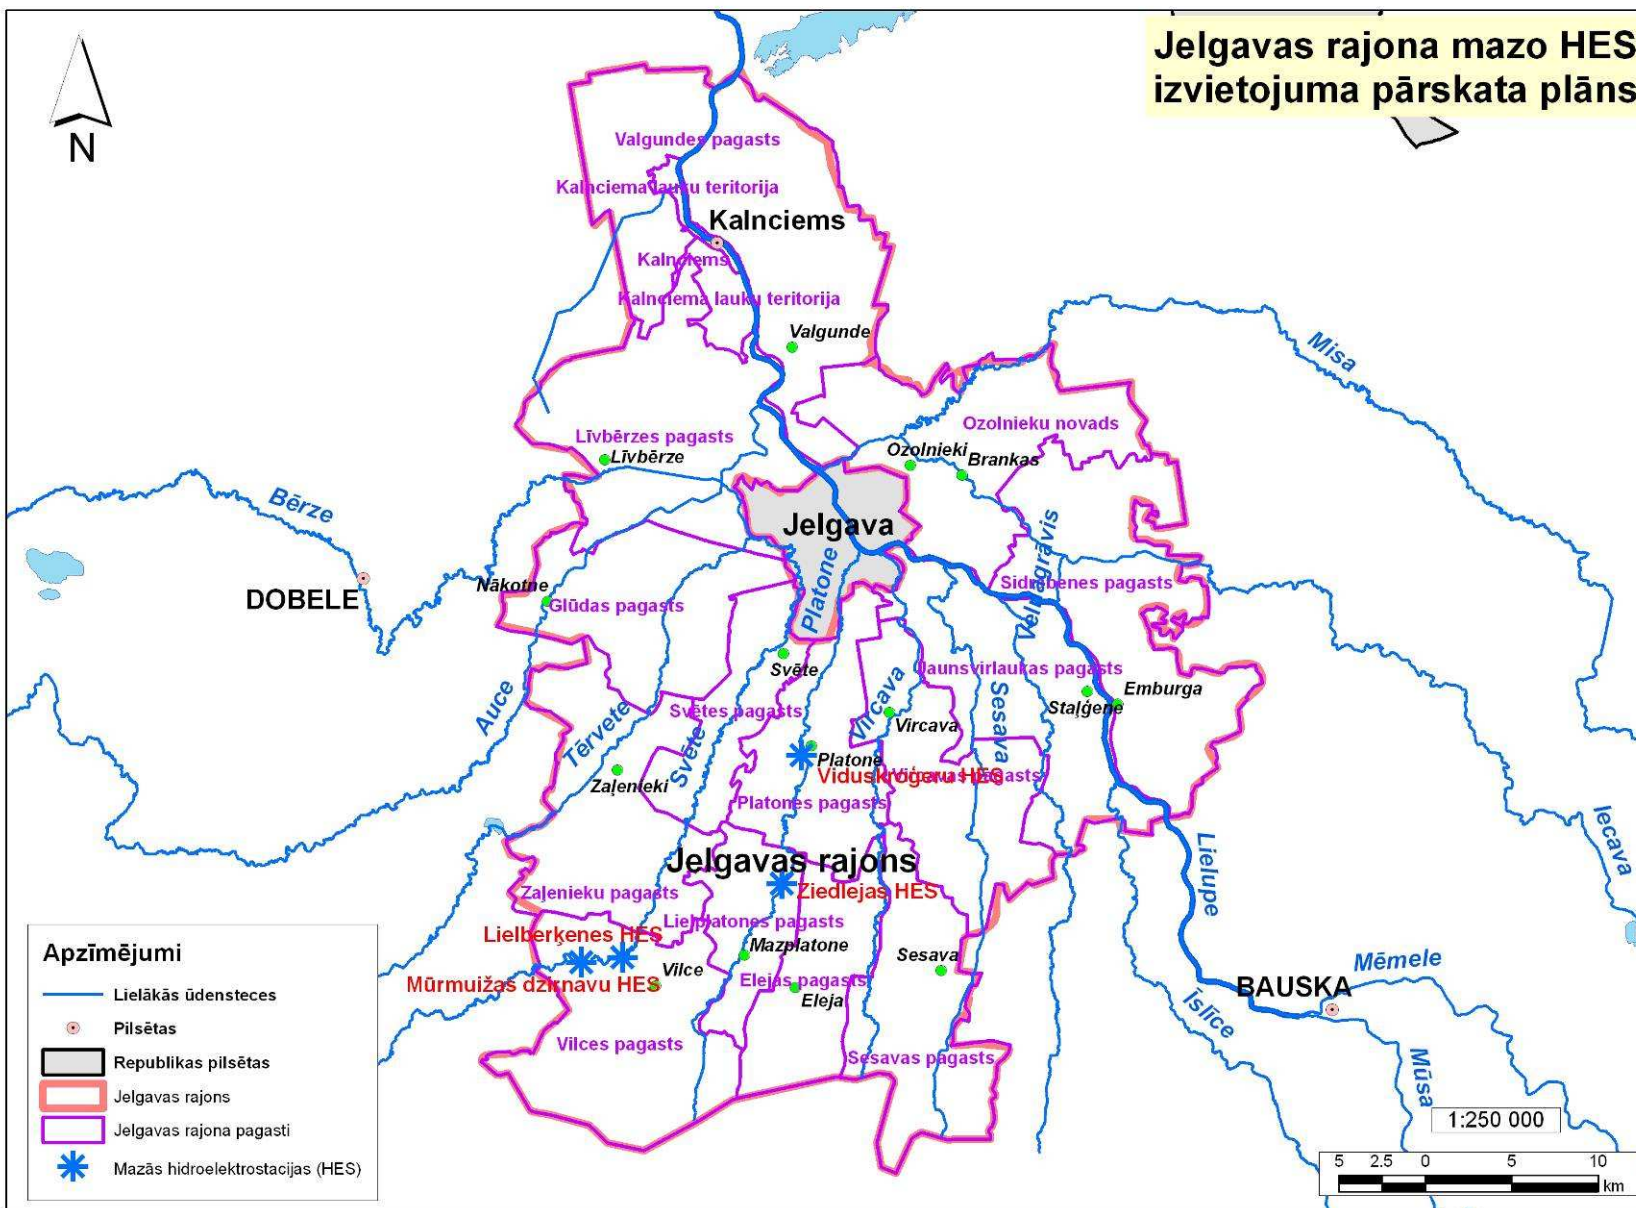 Jelgavas rajona mazo HES
izvietojuma pārskata plāns
N
Valgundes pagasts
Kalnciema lauku teritorija
Kalnciems
Kalnciems
Kalnciema lauku teritorija
Valgunde
Misa
Ozolnieku novads
Līvbērzes pagasts
Līvbērze
Ozolnieki
Brankas
Bērze
Jelgava
Platone
Velnagrāvis
DOBELE
Nākotne
Glūdas pagasts
Sidrabenes pagasts
Svēte
Jaunsvirlaukas pagasts
Auce
Tērvete
Svētes pagasts
Svēte
Vircava
Vircava
Sesava
Staļģene
Emburga
Zaļenieki
Platone
Viduskroģeru HES
Vircavas pagasts
Platones pagasts
Iecava
Lielupe
Jelgavas rajons
Zaļenieku pagasts
Ziedlejas HES
Lielplatones pagasts
Lielberķenes HES
Mazplatone
Sesava
Mūrmuižas dzirnavu HES
Vilce
Elejas pagasts
Eleja
Mēmele
BAUSKA
Īslīce
Mūsa
Vilces pagasts
Sesavas pagasts
Apzīmējumi
Lielākās ūdensteces
Pilsētas
Republikas pilsētas
Jelgavas rajons
Jelgavas rajona pagasti
Mazās hidroelektrostacijas (HES)
1:250 000
5 2.5 0 5 10
km